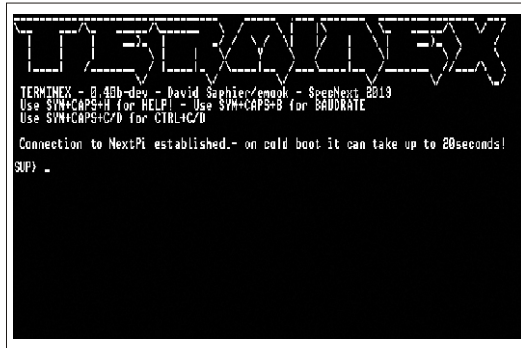 TERMINEX
TERMINEX - 0.40b-dev - David Saphier/emook - SpecNext 2019
Use SYM+CAPS+H for HELP! - Use SYM+CAPS+B for BAUDRATE
Use SYM+CAPS+C/D for CTRL+C/D
Connection to NextPi established.- on cold boot it can take up to 20seconds!
SUP> _